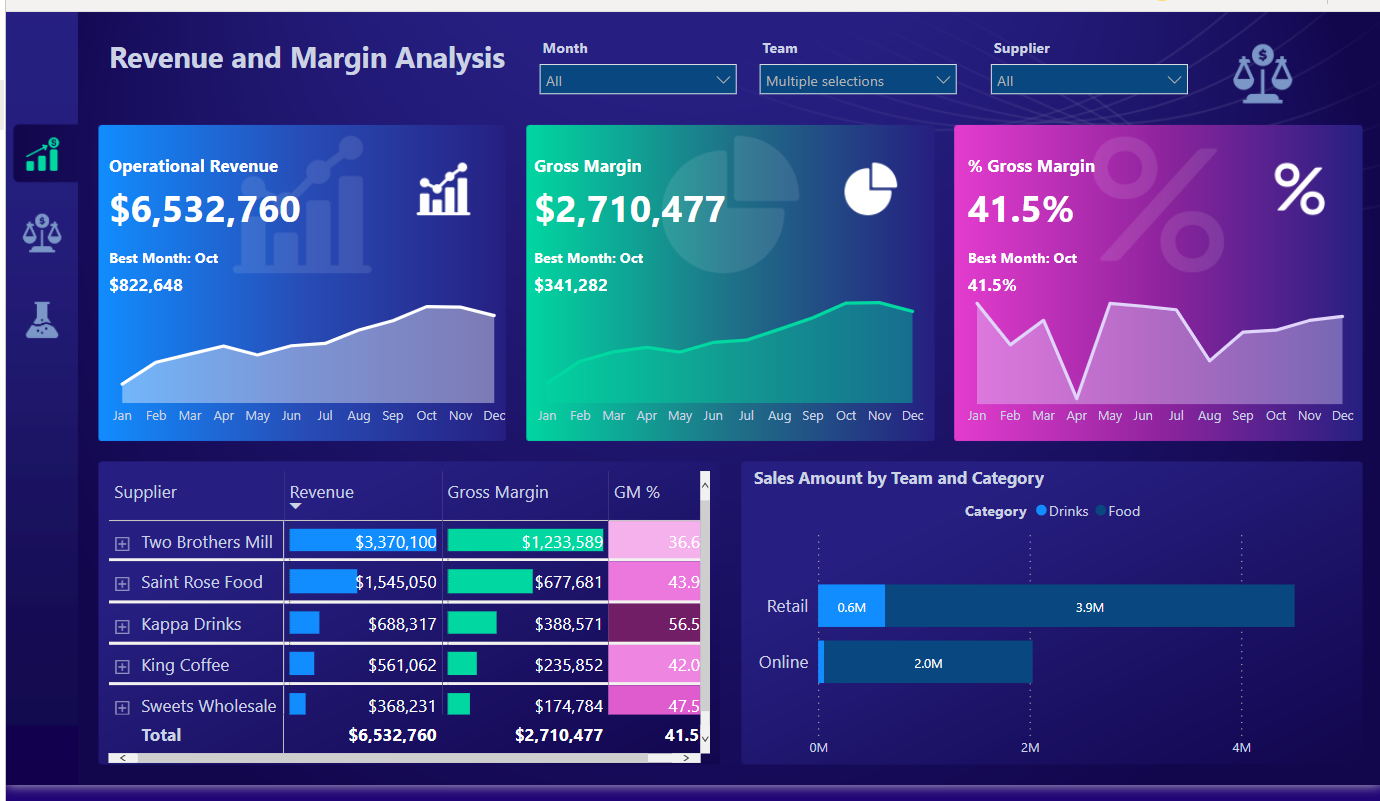 Revenue and Margin Analysis
Month
All
Team
Multiple selections
Supplier
All
Operational Revenue
$6,532,760
Best Month: Oct
$822,648
Jan Feb Mar Apr May Jun Jul Aug Sep Oct Nov Dec
Gross Margin
$2,710,477
Best Month: Oct
$341,282
Jan Feb Mar Apr May Jun Jul Aug Sep Oct Nov Dec
% Gross Margin
41.5%
Best Month: Oct
41.5%
Jan Feb Mar Apr May Jun Jul Aug Sep Oct Nov Dec
Supplier Revenue Gross Margin GM %
Two Brothers Mill $3,370,100 $1,233,589 36.6
Saint Rose Food $1,545,050 $677,681 43.9
Kappa Drinks $688,317 $388,571 56.5
King Coffee $561,062 $235,852 42.0
Sweets Wholesale $368,231 $174,784 47.5
Total $6,532,760 $2,710,477 41.5
Sales Amount by Team and Category
Category Drinks Food
Retail 0.6M 3.9M
Online 2.0M
0M 2M 4M